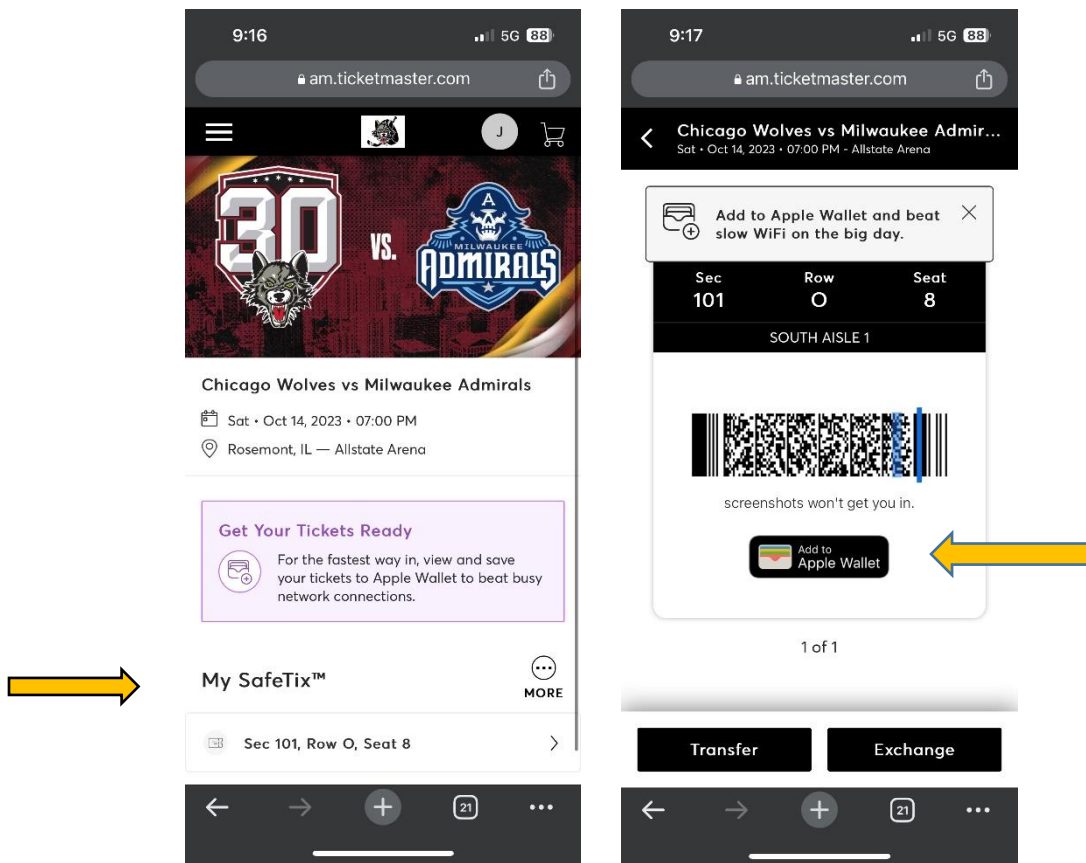 9:16
5G 88
am.ticketmaster.com
J
30
VS.
A
MILWAUKEE
ADMIRALS
Chicago Wolves vs Milwaukee Admirals
Sat • Oct 14, 2023 • 07:00 PM
Rosemont, IL — Allstate Arena
Get Your Tickets Ready
For the fastest way in, view and save
your tickets to Apple Wallet to beat busy
network connections.
My SafeTix™
MORE
Sec 101, Row O, Seat 8
21
9:17
5G 88
am.ticketmaster.com
Chicago Wolves vs Milwaukee Admir...
Sat • Oct 14, 2023 • 07:00 PM - Allstate Arena
Add to Apple Wallet and beat
slow WiFi on the big day.
Sec Row Seat
101 O 8
SOUTH AISLE 1
screenshots won't get you in.
Add to
Apple Wallet
1 of 1
Transfer Exchange
21